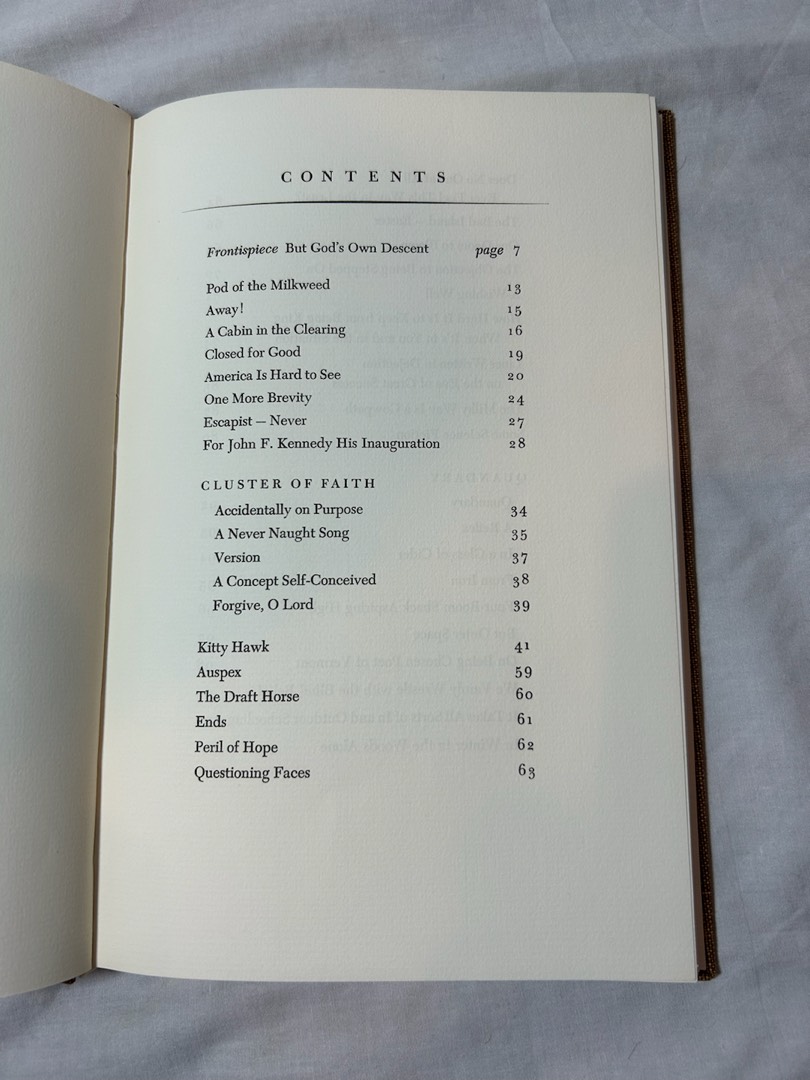 CONTENTS
Frontispiece But God's Own Descent page 7
Pod of the Milkweed 13
Away! 15
A Cabin in the Clearing 16
Closed for Good 19
America Is Hard to See 20
One More Brevity 24
Escapist — Never 27
For John F. Kennedy His Inauguration 28
CLUSTER OF FAITH
Accidentally on Purpose 34
A Never Naught Song 35
Version 37
A Concept Self-Conceived 38
Forgive, O Lord 39
Kitty Hawk 41
Auspex 59
The Draft Horse 60
Ends 61
Peril of Hope 62
Questioning Faces 63